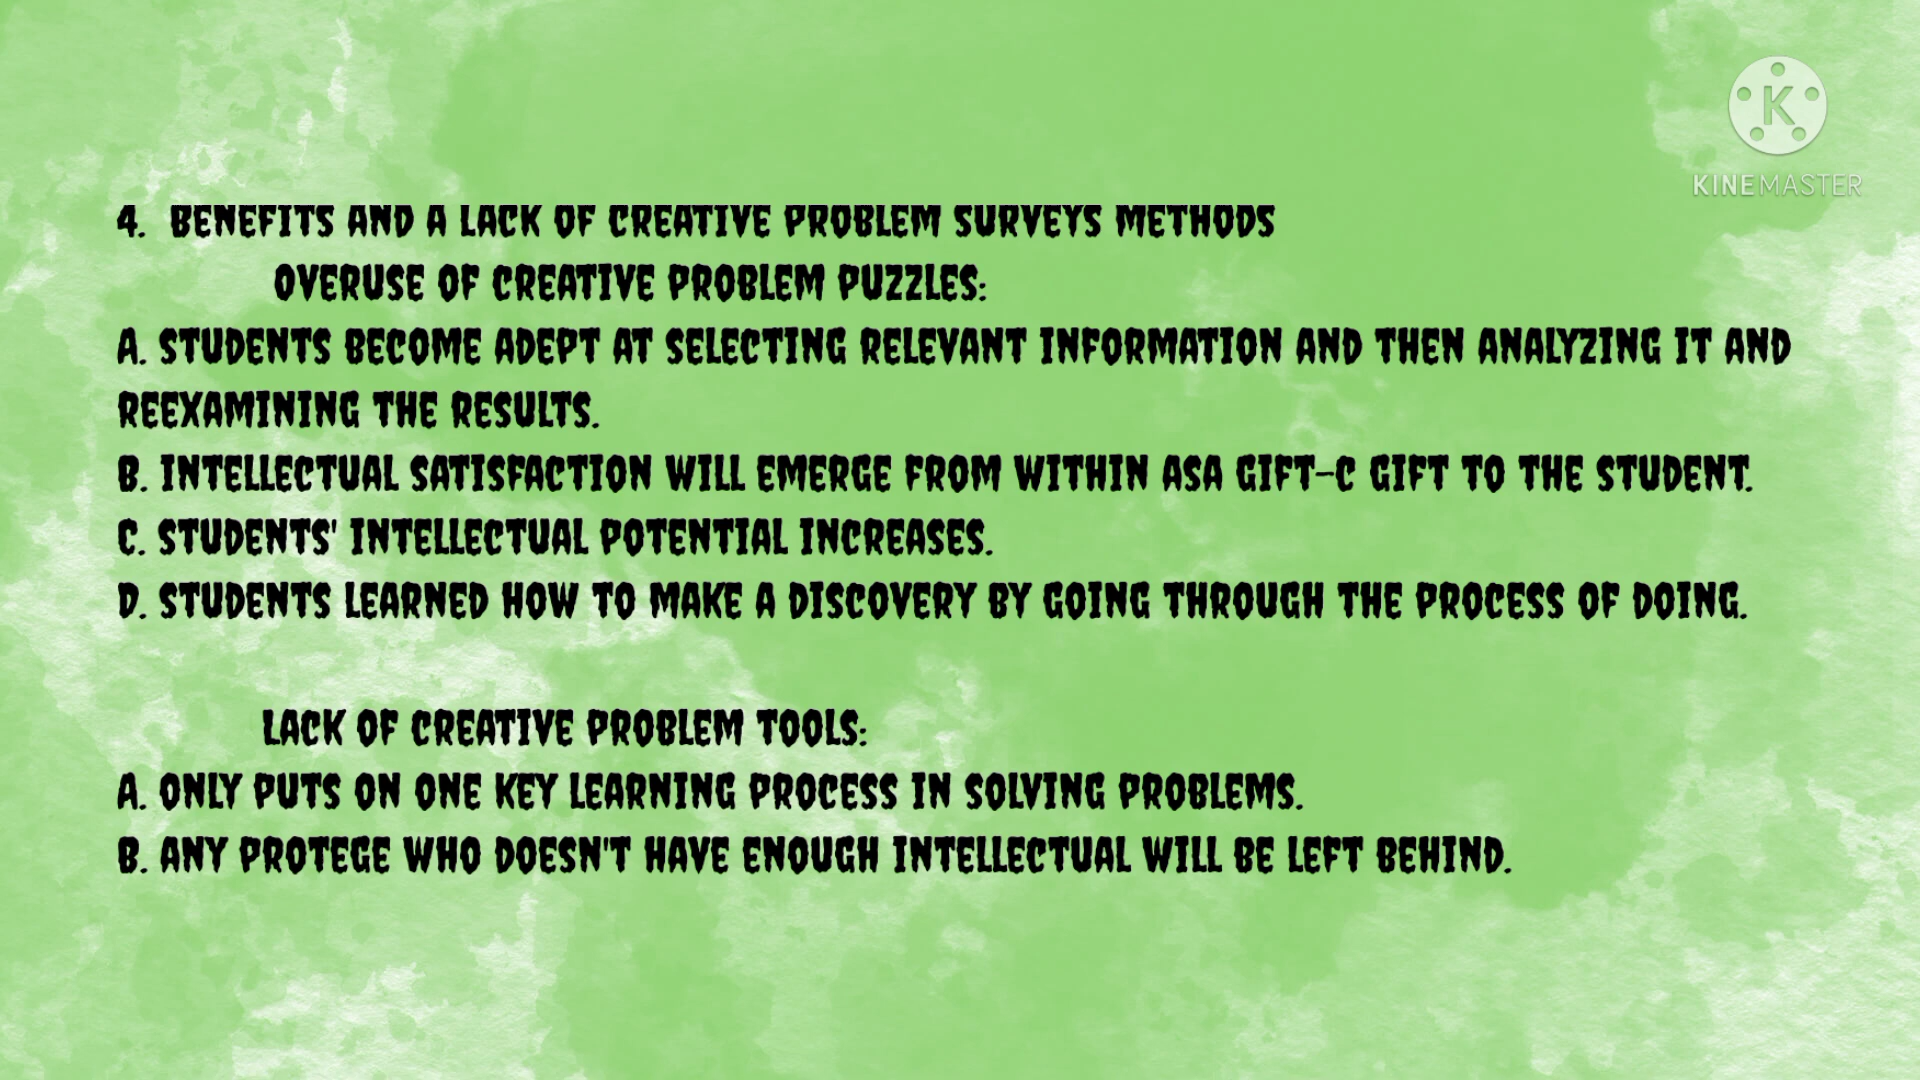 KINEMASTER
4. BENEFITS AND A LACK OF CREATIVE PROBLEM SURVEYS METHODS
OVERUSE OF CREATIVE PROBLEM PUZZLES:
A. STUDENTS BECOME ADEPT AT SELECTING RELEVANT INFORMATION AND THEN ANALYZING IT AND
REEXAMINING THE RESULTS.
B. INTELLECTUAL SATISFACTION WILL EMERGE FROM WITHIN ASA GIFT-C GIFT TO THE STUDENT.
C. STUDENTS' INTELLECTUAL POTENTIAL INCREASES.
D. STUDENTS LEARNED HOW TO MAKE A DISCOVERY BY GOING THROUGH THE PROCESS OF DOING.
LACK OF CREATIVE PROBLEM TOOLS:
A. ONLY PUTS ON ONE KEY LEARNING PROCESS IN SOLVING PROBLEMS.
B. ANY PROTEGE WHO DOESN'T HAVE ENOUGH INTELLECTUAL WILL BE LEFT BEHIND.